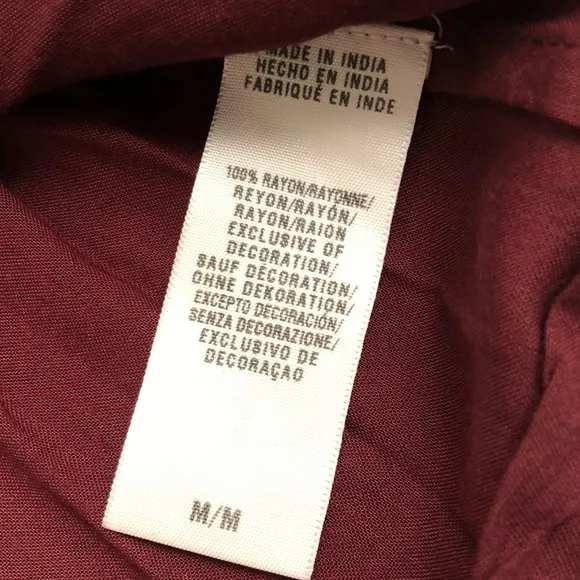 MADE IN INDIA
HECHO EN INDIA
FABRIQUÉ EN INDE
100% RAYON/RAYONNE/
REYON/RAYÓN/
RAYON/RAION
EXCLUSIVE OF
DECORATION/
SAUF DÉCORATION/
OHNE DEKORATION/
EXCEPTO DECORACIÓN/
SENZA DECORAZIONE/
EXCLUSIVO DE
DECORAÇAO
M/M